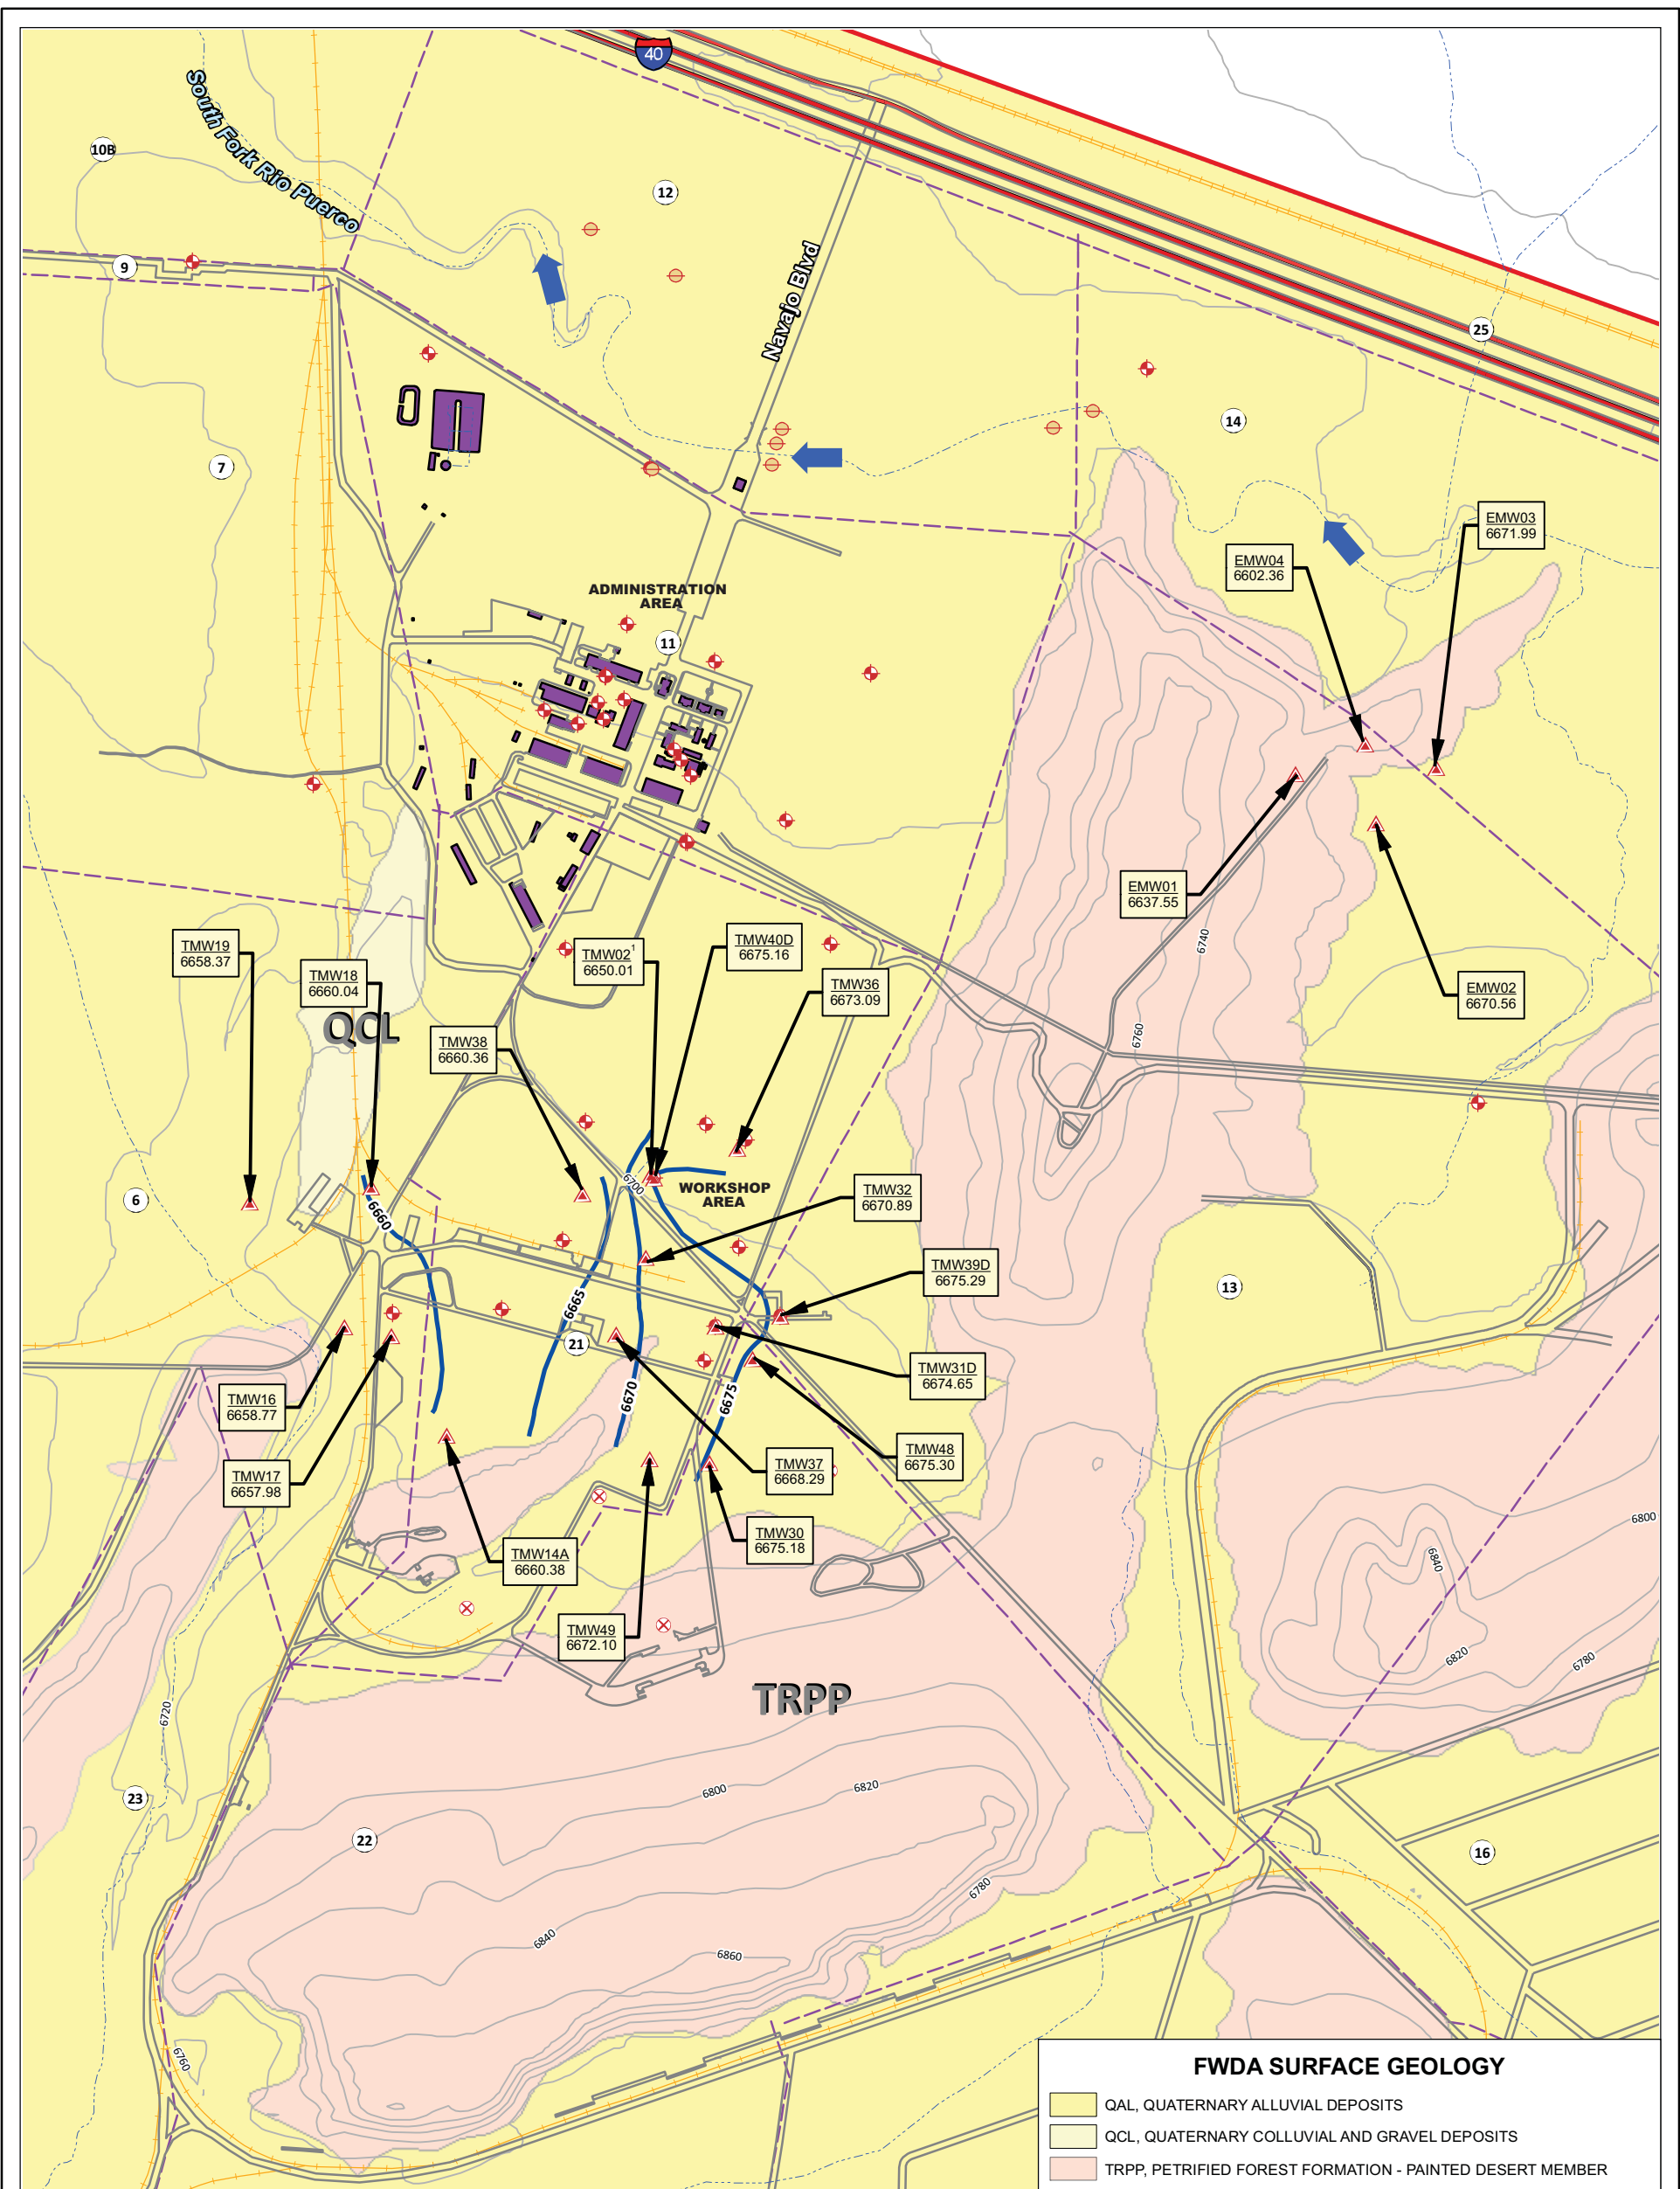 40
South Fork Rio Puerco
10B
12
9
Navajo Blvd
25
14
7
EMW03
6671.99
EMW04
6602.36
ADMINISTRATION
AREA
11
EMW01
6637.55
6740
TMW19
6658.37
TMW18
6660.04
TMW02¹
6650.01
TMW40D
6675.16
TMW36
6673.09
EMW02
6670.56
QCL
TMW38
6660.36
6760
6
6660
6700
WORKSHOP
AREA
TMW32
6670.89
TMW39D
6675.29
13
6665
21
TMW31D
6674.65
TMW16
6658.77
6670
6675
TMW48
6675.30
TMW17
6657.98
TMW37
6668.29
6800
TMW14A
6660.38
TMW30
6675.18
6840
TMW49
6672.10
6820
6780
TRPP
6720
6800
6820
23
22
16
6780
6840
6860
6760
FWDA SURFACE GEOLOGY
QAL, QUATERNARY ALLUVIAL DEPOSITS
QCL, QUATERNARY COLLUVIAL AND GRAVEL DEPOSITS
TRPP, PETRIFIED FOREST FORMATION - PAINTED DESERT MEMBER